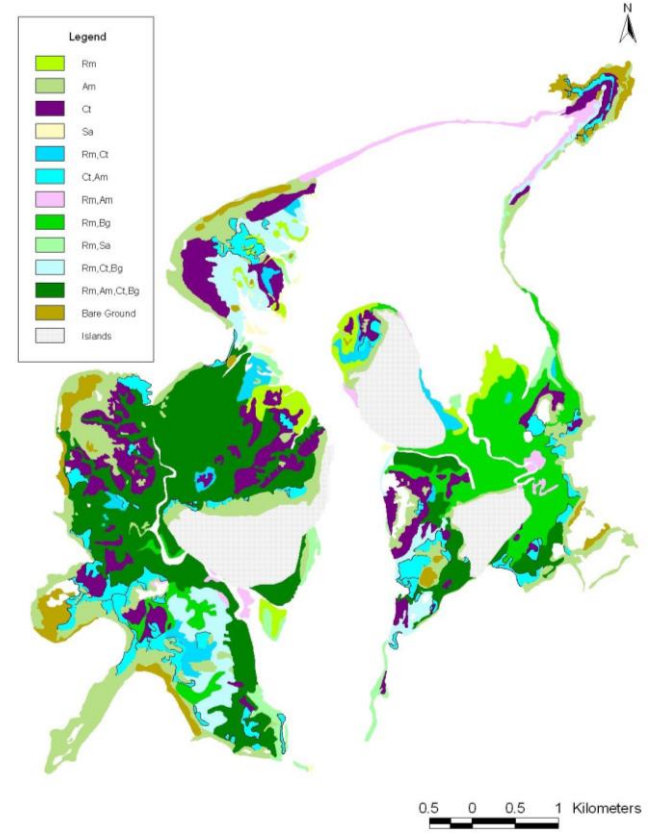 N
Legend
Rm
Am
Ct
Sa
Rm,Ct
Ct,Am
Rm,Am
Rm,Bg
Rm,Sa
Rm,Ct,Bg
Rm,Am,Ct,Bg
Bare Ground
Islands
0.5 0 0.5 1 Kilometers